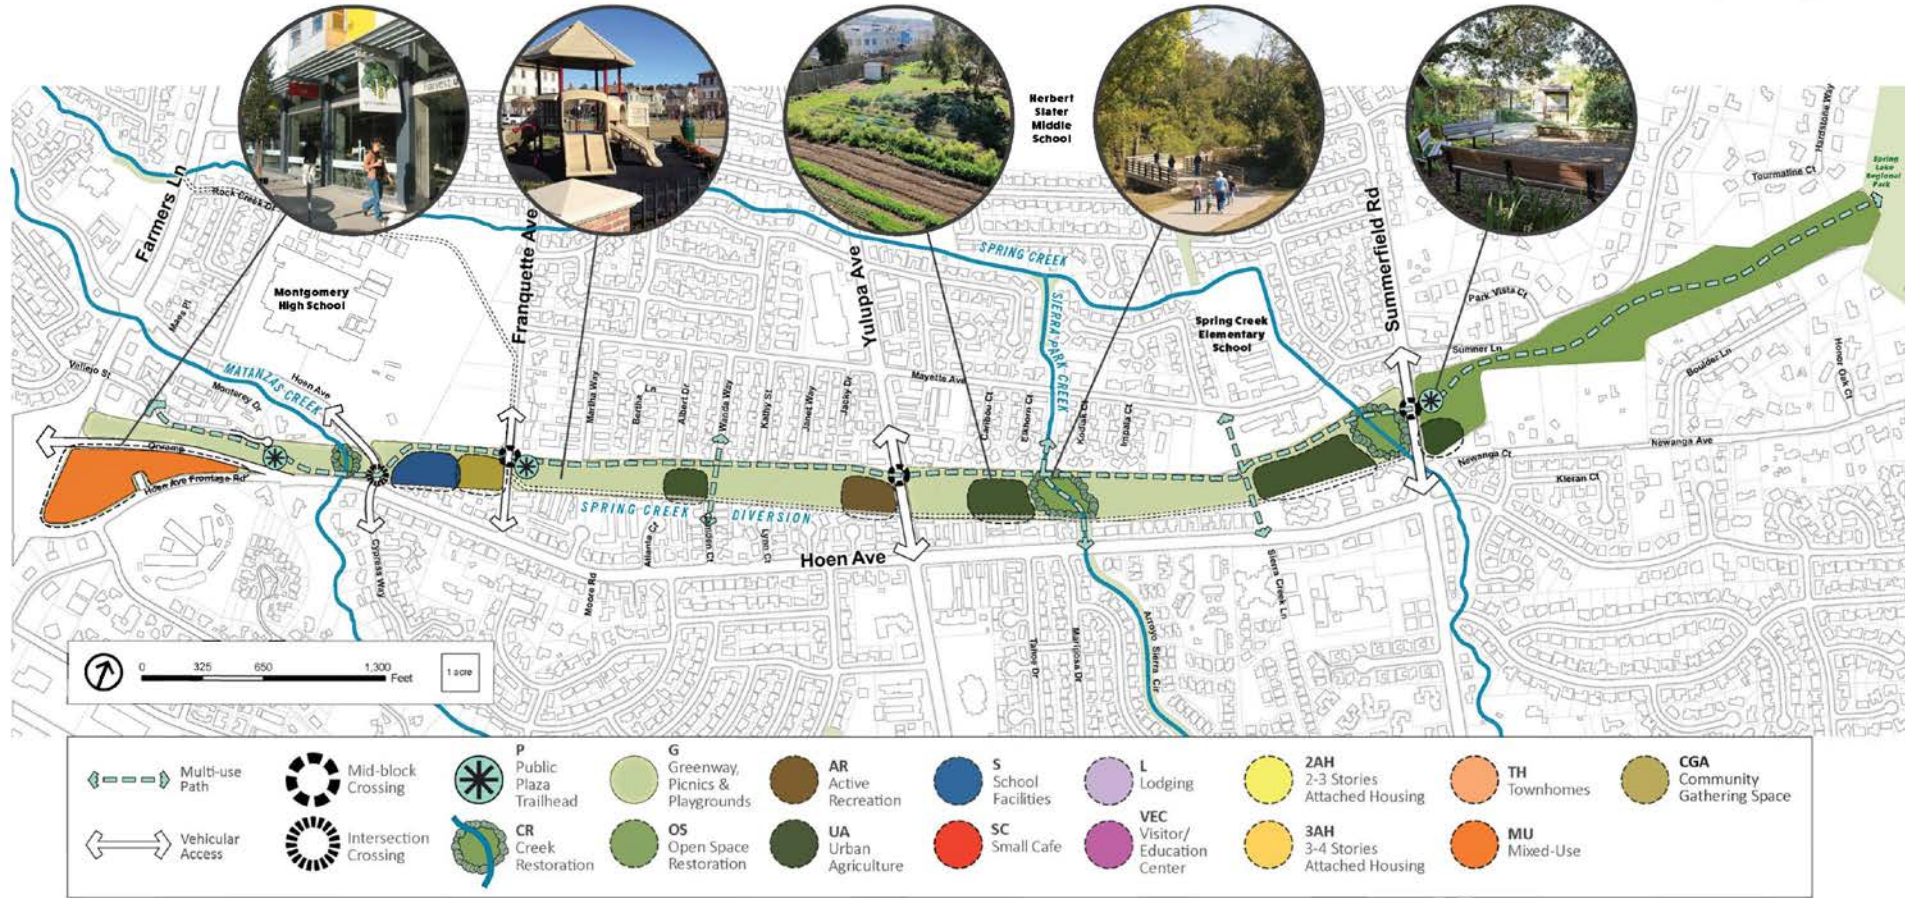 Herbert
Slater
Middle
School
Spring
Lake
Regional
Park
Hardstone Way
Tourmaline Ct
Farmers Ln
Rock Creek Ct
Franquette Ave
Yulupa Ave
SPRING CREEK
SIERRA PARK CREEK
Summerfield Rd
Park Vista Ct
Montgomery
High School
Maes Pl
Spring Creek
Elementary
School
Sumner Ln
Boulder Ln
Honor Oak Ct
Vallejo St
MATANZAS CREEK
Hoen Ave
Monterey Dr
Martha Way
Bertha Ln
Albert Dr
Wanda Way
Kathy St
Janet Way
Jacky Dr
Mayette Ave
Caribou Ct
Elkhorn Ct
Kodiak Ct
Impala Ct
Newanga Ave
Newanga Ct
Kieran Ct
Hoen Ave Frontage Rd
SPRING CREEK DIVERSION
Hoen Ave
Cypress Way
Moore Rd
Atlanta Cr
Lynn Ct
Tahoe Dr
Mariposa Dr
Arroyo Sierra Cir
Sierra Creek Ln
0 325 650 1,300
Feet
1 acre
Multi-use
Path
Vehicular
Access
Mid-block
Crossing
Intersection
Crossing
P
Public
Plaza
Trailhead
CR
Creek
Restoration
G
Greenway,
Picnics &
Playgrounds
OS
Open Space
Restoration
AR
Active
Recreation
UA
Urban
Agriculture
S
School
Facilities
SC
Small Cafe
L
Lodging
VEC
Visitor/
Education
Center
2AH
2-3 Stories
Attached Housing
3AH
3-4 Stories
Attached Housing
TH
Townhomes
MU
Mixed-Use
CGA
Community
Gathering Space